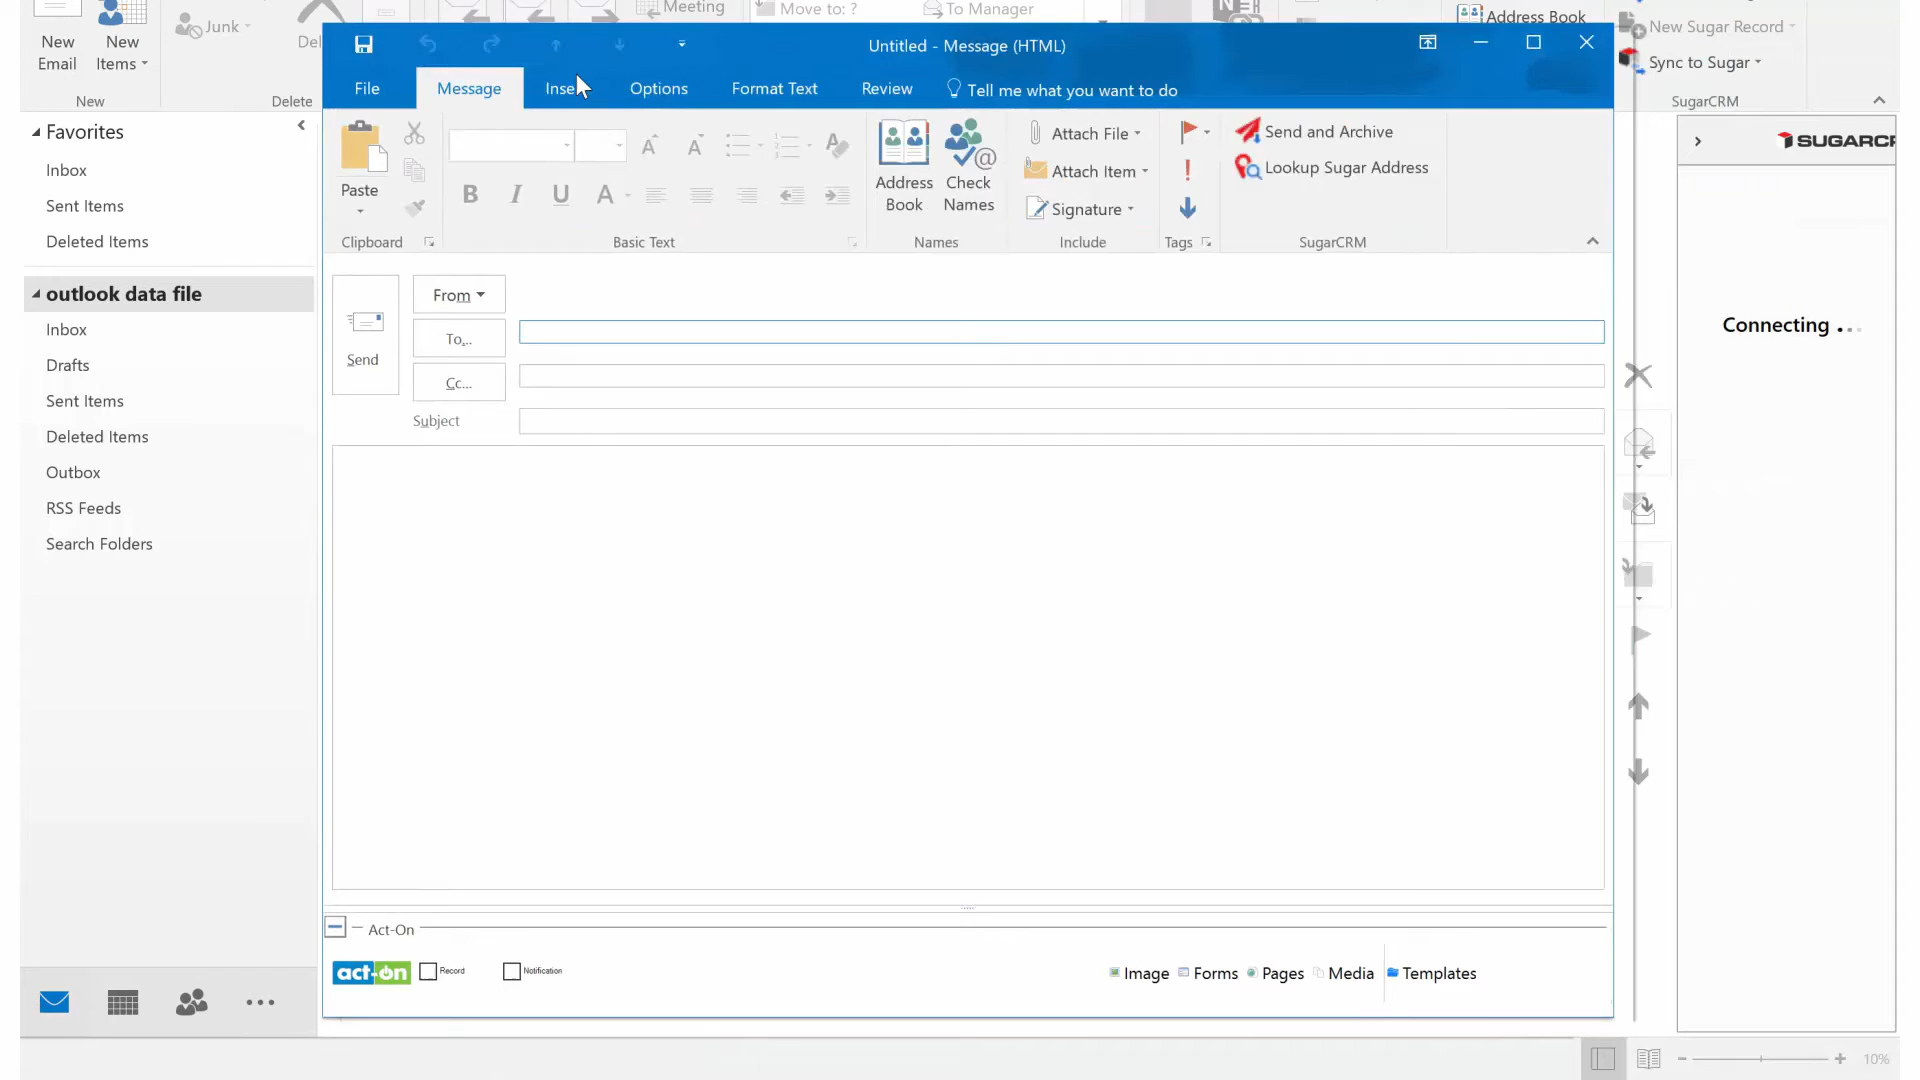 Meeting
Move to: ?
To Manager
Address Book
New Sugar Record
Sync to Sugar
SugarCRM
New
Email
New
Items
Junk
New
Delete
Untitled - Message (HTML)
File
Message
Options
Format Text
Review
Tell me what you want to do
Paste
Clipboard
B I U A
Basic Text
Address
Book
Check
Names
Names
Attach File
Attach Item
Signature
Include
Tags
Send and Archive
Lookup Sugar Address
SugarCRM
Favorites
Inbox
Sent Items
Deleted Items
outlook data file
Inbox
Drafts
Sent Items
Deleted Items
Outbox
RSS Feeds
Search Folders
Send
From
To...
Cc...
Subject
Connecting ...
Act-On
act-on
Record
Notification
Image
Forms
Pages
Media
Templates
10%